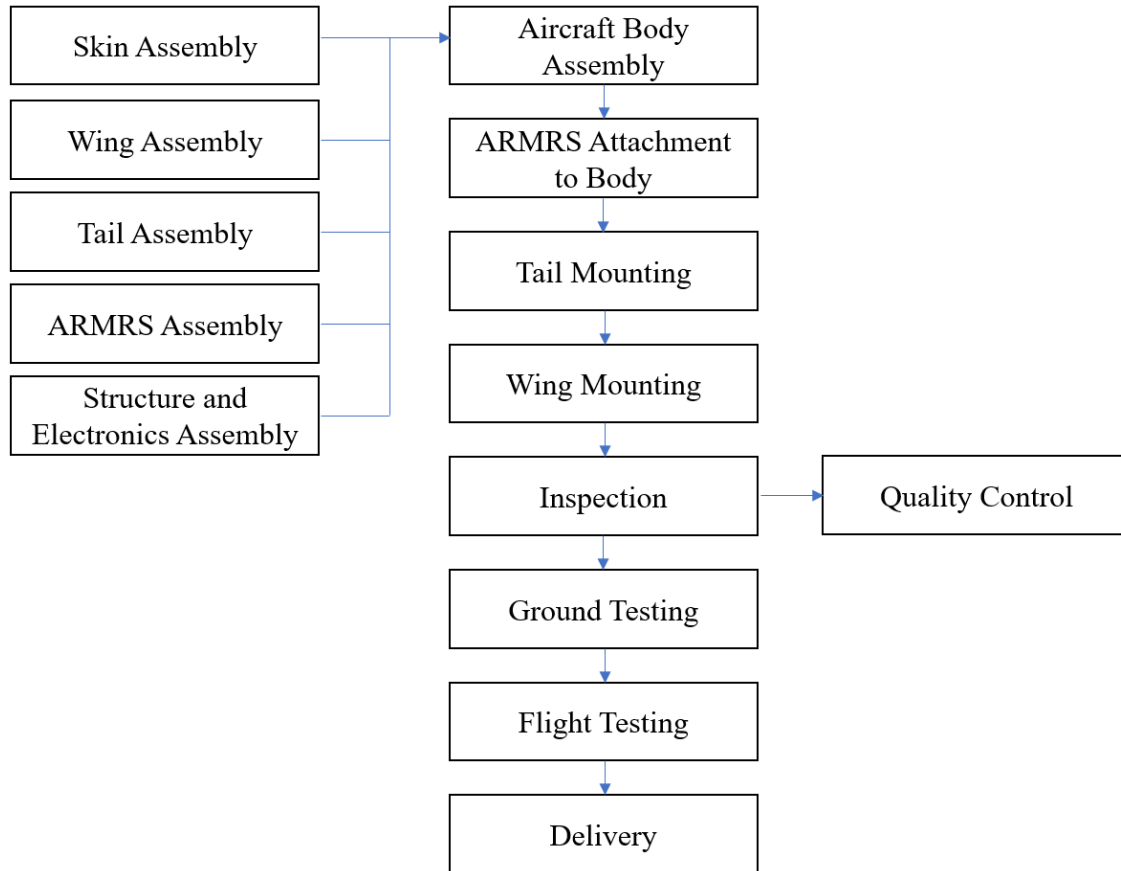 Skin Assembly
Wing Assembly
Tail Assembly
ARMRS Assembly
Structure and
Electronics Assembly
Aircraft Body
Assembly
ARMRS Attachment
to Body
Tail Mounting
Wing Mounting
Inspection
Quality Control
Ground Testing
Flight Testing
Delivery